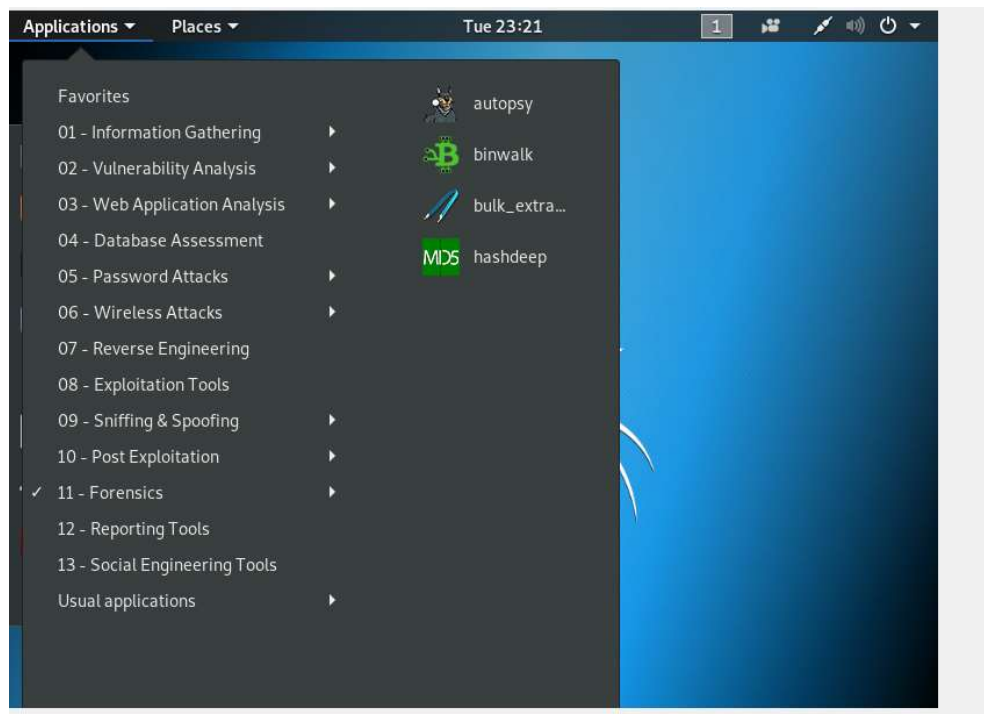 Applications Places Tue 23:21 1
Favorites
01 - Information Gathering
02 - Vulnerability Analysis
03 - Web Application Analysis
04 - Database Assessment
05 - Password Attacks
06 - Wireless Attacks
07 - Reverse Engineering
08 - Exploitation Tools
09 - Sniffing & Spoofing
10 - Post Exploitation
✓ 11 - Forensics
12 - Reporting Tools
13 - Social Engineering Tools
Usual applications
autopsy
B binwalk
bulk_extra...
MD5 hashdeep